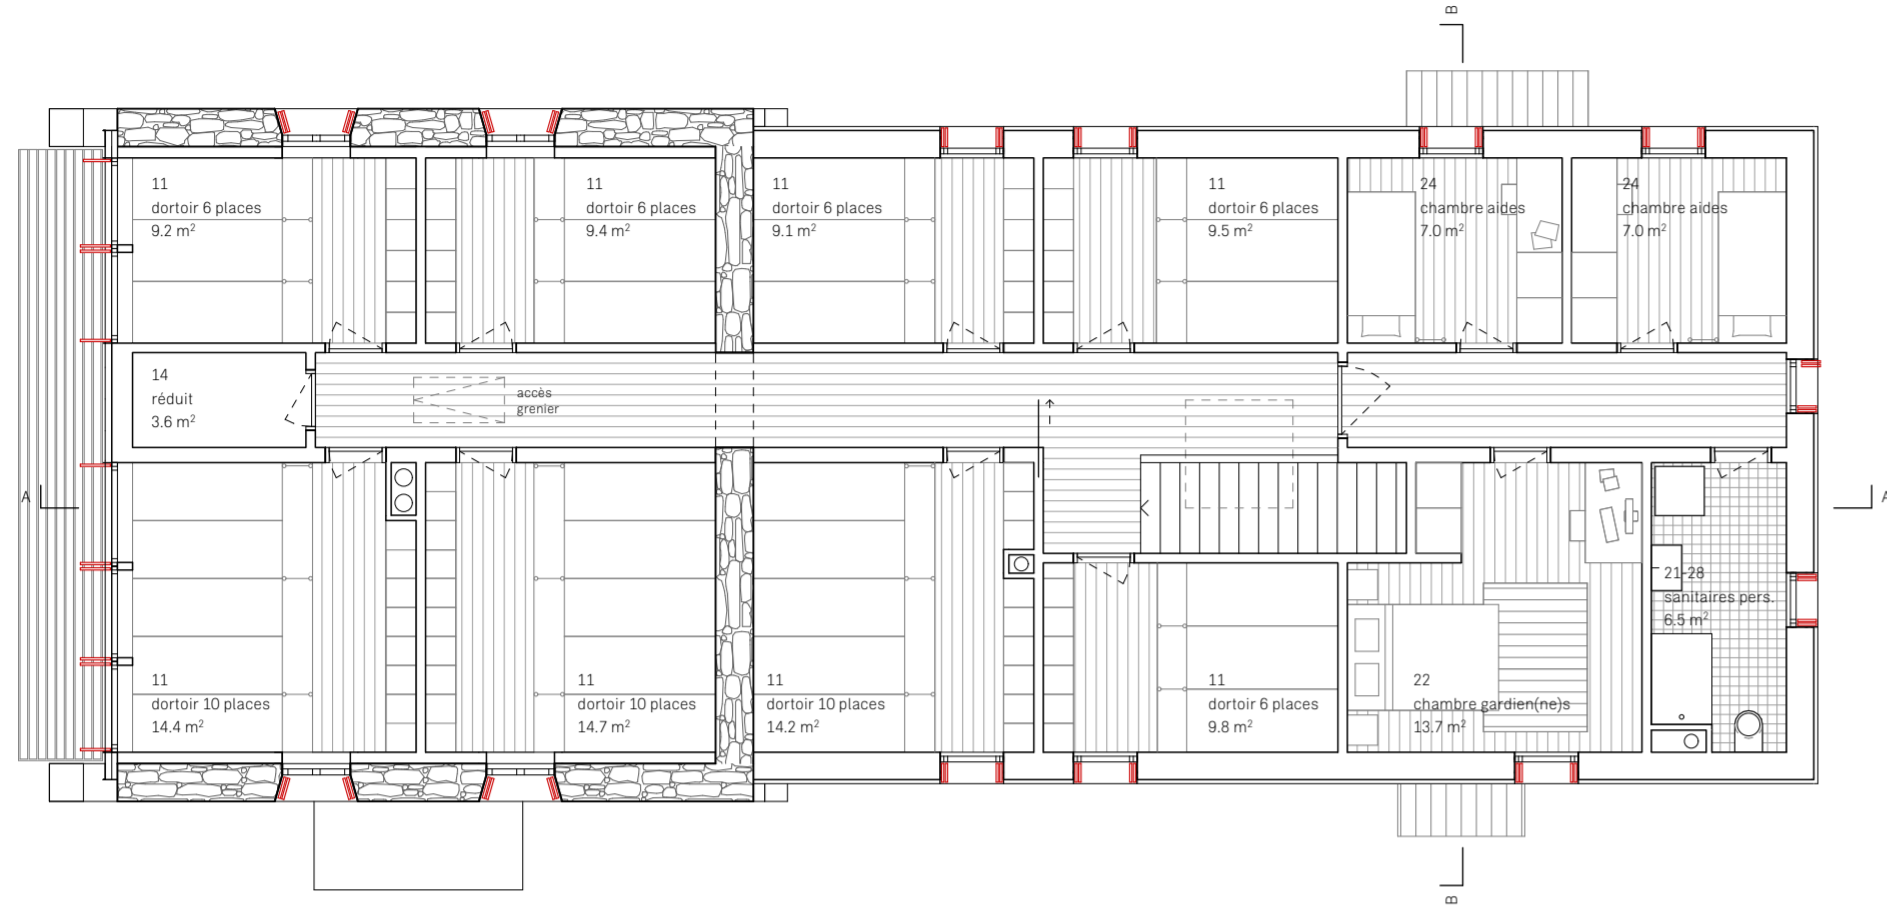 B
11
dortoir 6 places
9.2 m²
11
dortoir 6 places
9.4 m²
11
dortoir 6 places
9.1 m²
11
dortoir 6 places
9.5 m²
24
chambre aides
7.0 m²
24
chambre aides
7.0 m²
14
réduit
3.6 m²
accès
grenier
A
A
11
dortoir 10 places
14.4 m²
11
dortoir 10 places
14.7 m²
11
dortoir 10 places
14.2 m²
11
dortoir 6 places
9.8 m²
22
chambre gardien(ne)s
13.7 m²
21-28
sanitaires pers.
6.5 m²
B